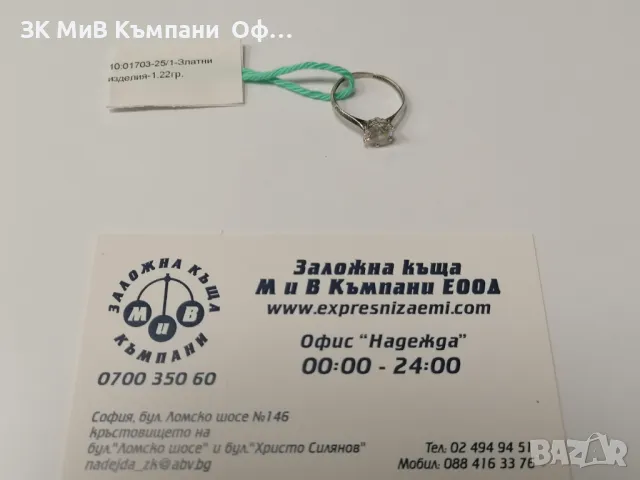 ЗК МиВ Къмпани Оф...
10:01703-25/1-Златни
изделия-1.22гр.
ЗАЛОЖНА КЪЩА
М и В
КЪМПАНИ
0700 350 60
Заложна къща
М и В Къмпани ЕООД
www.expresnizaemi.com
Офис "Надежда"
00:00 - 24:00
София, бул. Ломско шосе №146
кръстовището на
бул."Ломско шосе" и бул."Христо Силянов"
nadejda_zk@abv.bg
Тел: 02 494 94 51
Мобил: 088 416 33 76
bazar